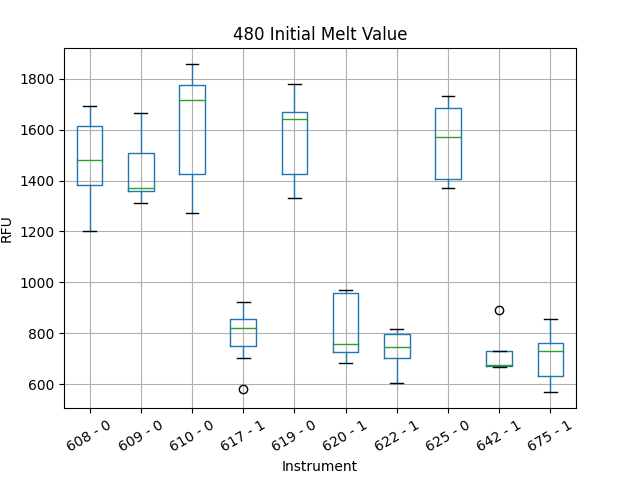 480 Initial Melt Value
1800
1600
1400
1200
1000
800
600
RFU
608 - 0
609 - 0
610 - 0
617 - 1
619 - 0
620 - 1
622 - 1
625 - 0
642 - 1
675 - 1
Instrument